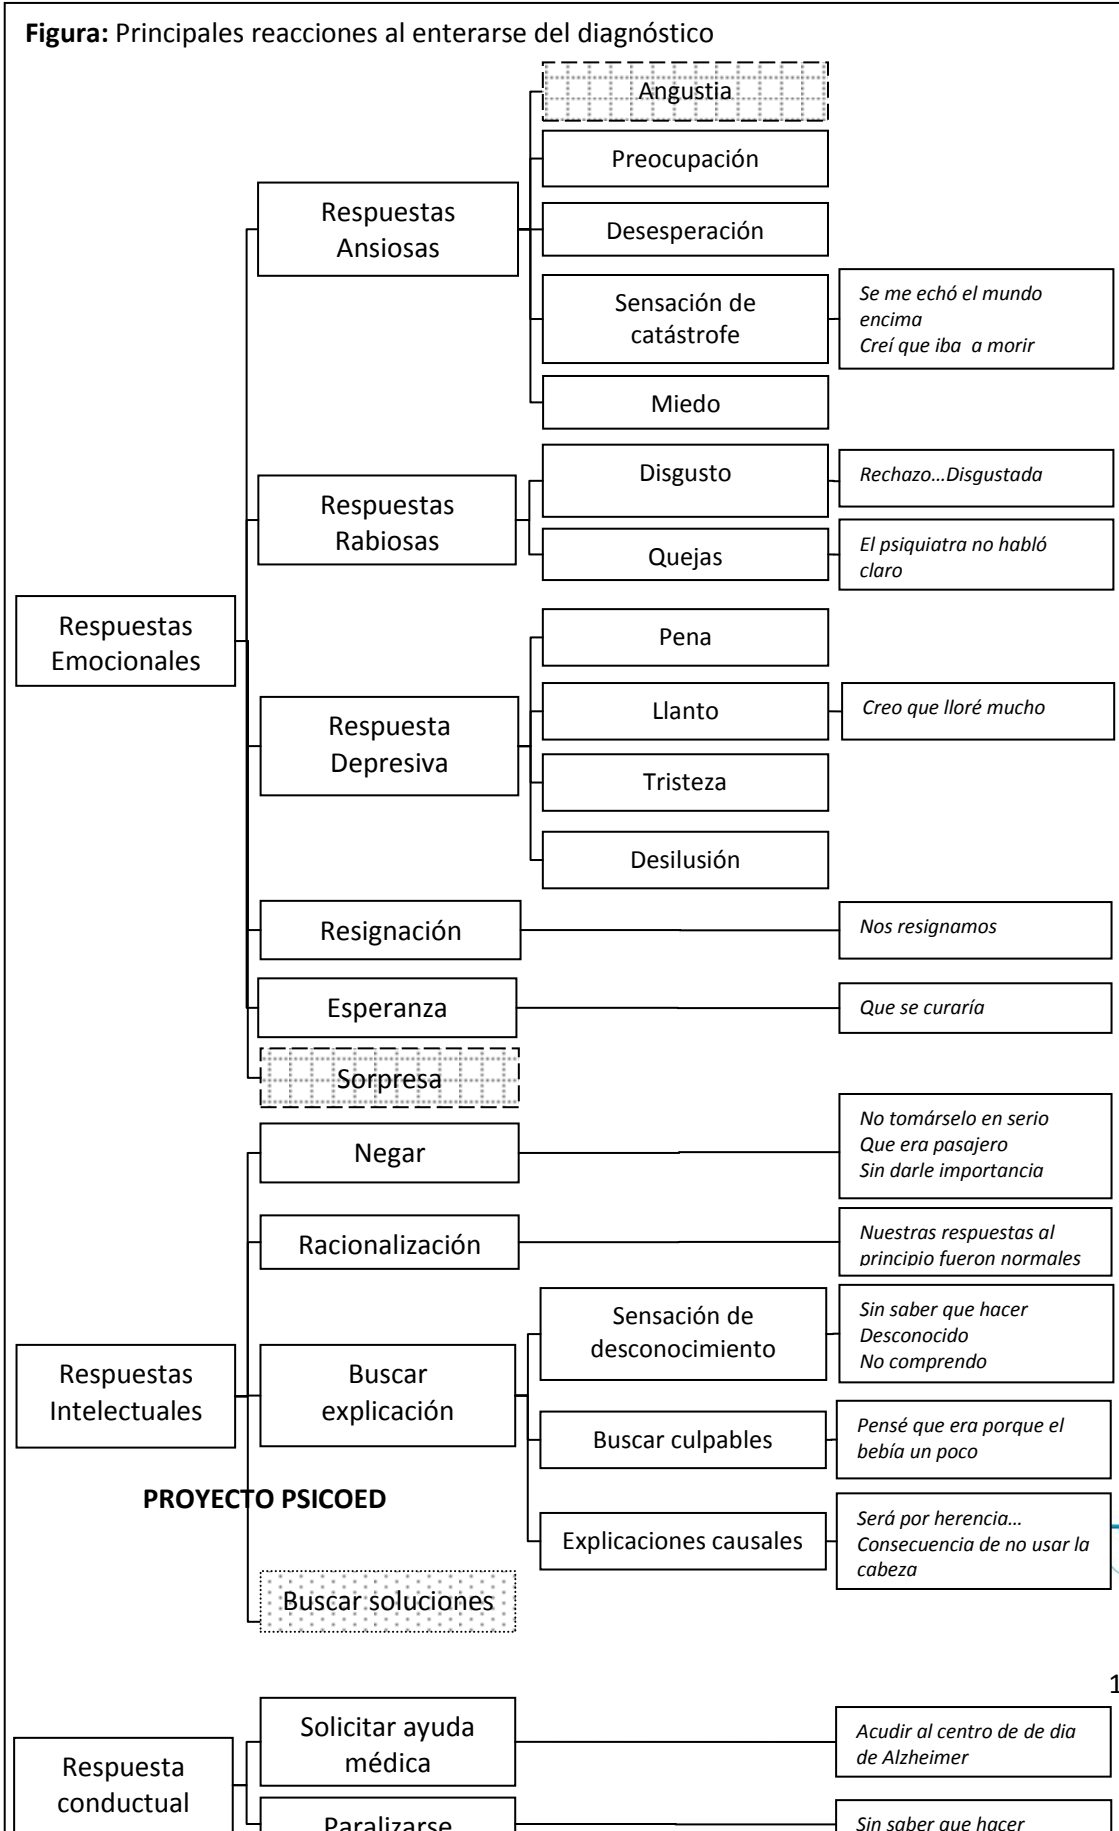 Figura: Principales reacciones al enterarse del diagnóstico
Angustia
Preocupación
Respuestas
Ansiosas
Desesperación
Sensación de
catástrofe
Se me echó el mundo
encima
Creí que iba  a morir
Miedo
Respuestas
Rabiosas
Disgusto
Rechazo...Disgustada
Quejas
El psiquiatra no habló
claro
Respuestas
Emocionales
Pena
Respuesta
Depresiva
Llanto
Creo que lloré mucho
Tristeza
Desilusión
Resignación
Nos resignamos
Esperanza
Que se curaría
Sorpresa
Negar
No tomárselo en serio
Que era pasajero
Sin darle importancia
Racionalización
Nuestras respuestas al
principio fueron normales
Respuestas
Intelectuales
Buscar
explicación
Sensación de
desconocimiento
Sin saber que hacer
Desconocido
No comprendo
Buscar culpables
Pensé que era porque el
bebía un poco
PROYECTO PSICOED
Explicaciones causales
Será por herencia...
Consecuencia de no usar la
cabeza
Buscar soluciones
1
Respuesta
conductual
Solicitar ayuda
médica
Acudir al centro de de dia
de Alzheimer
Paralizarse
Sin saber que hacer